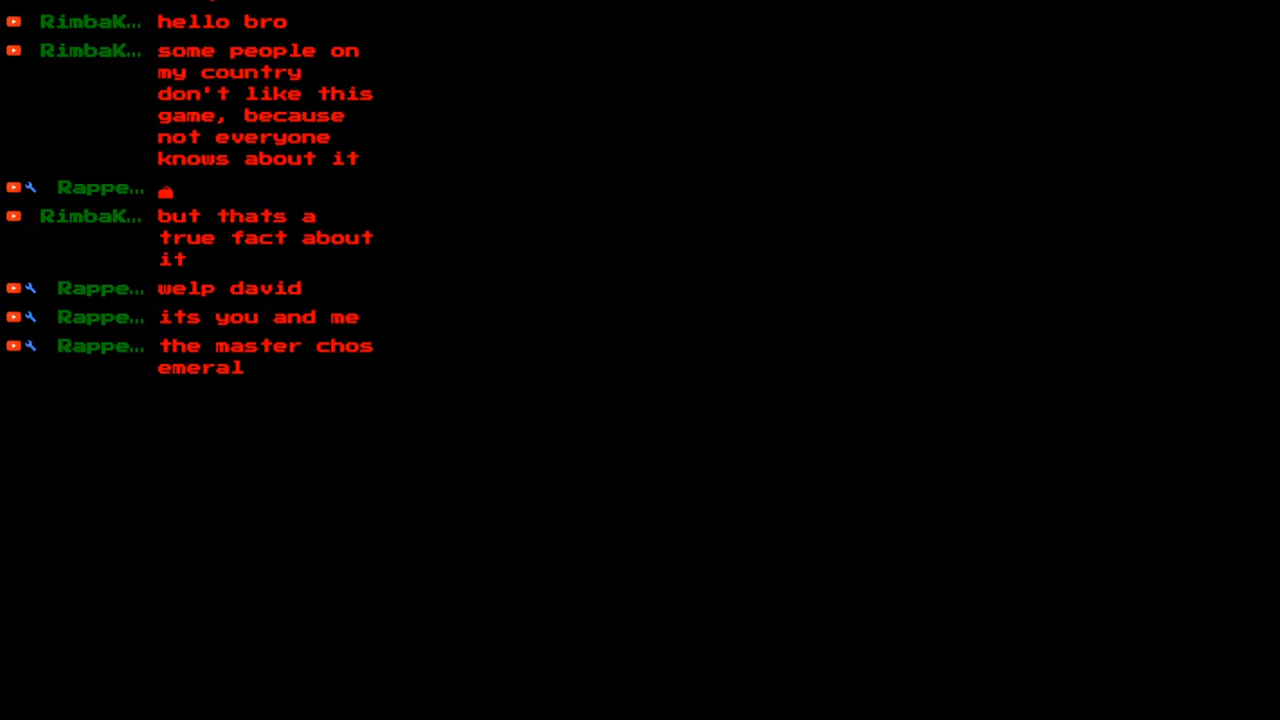 RimbaK... hello bro
RimbaK... some people on
my country
don't like this
game, because
not everyone
knows about it
Rappe...
RimbaK... but thats a
true fact about
it
Rappe... welp david
Rappe... its you and me
Rappe... the master chos
emeral